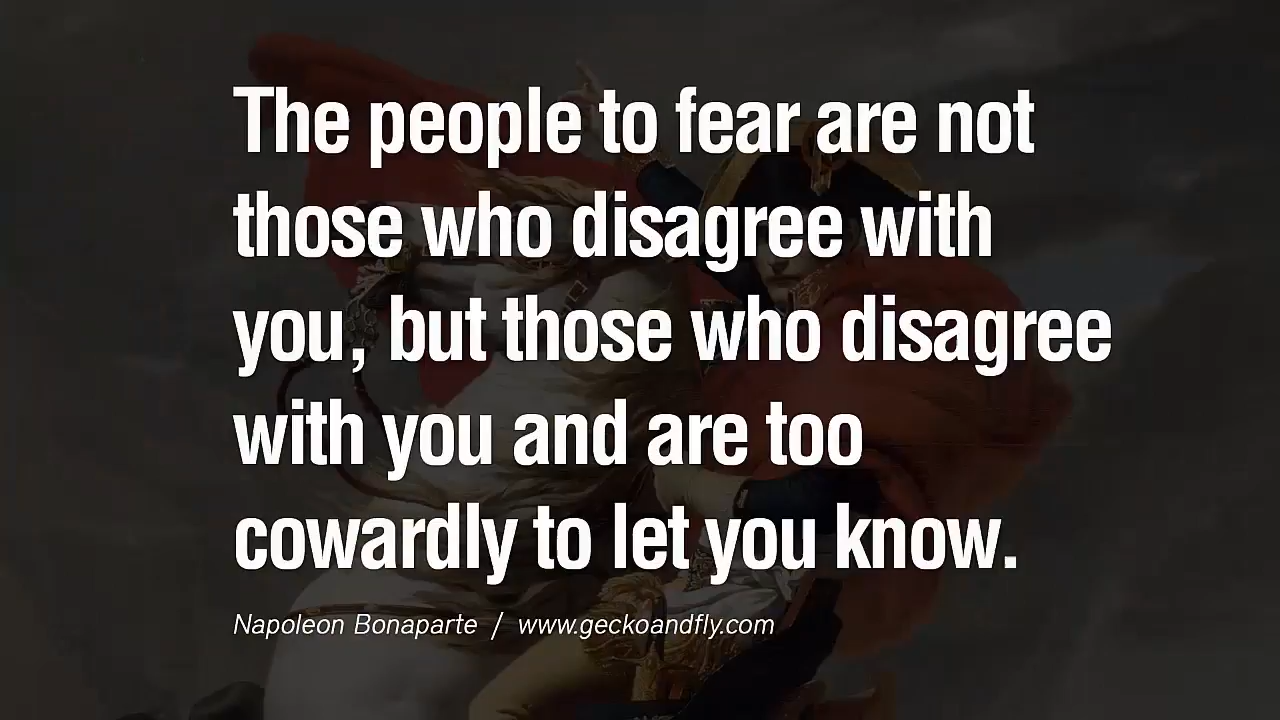 The people to fear are not
those who disagree with
you, but those who disagree
with you and are too
cowardly to let you know.
Napoleon Bonaparte / www.geckoandfly.com